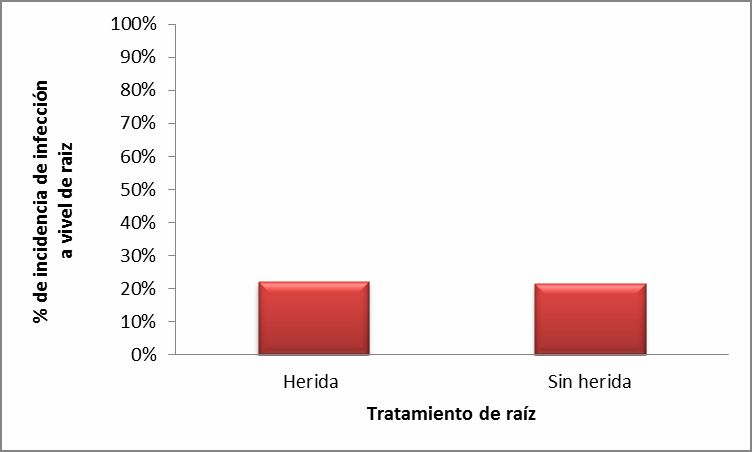 % de incidencia de infección
a vivel de raiz
100%
90%
80%
70%
60%
50%
40%
30%
20%
10%
0%
Herida
Sin herida
Tratamiento de raíz